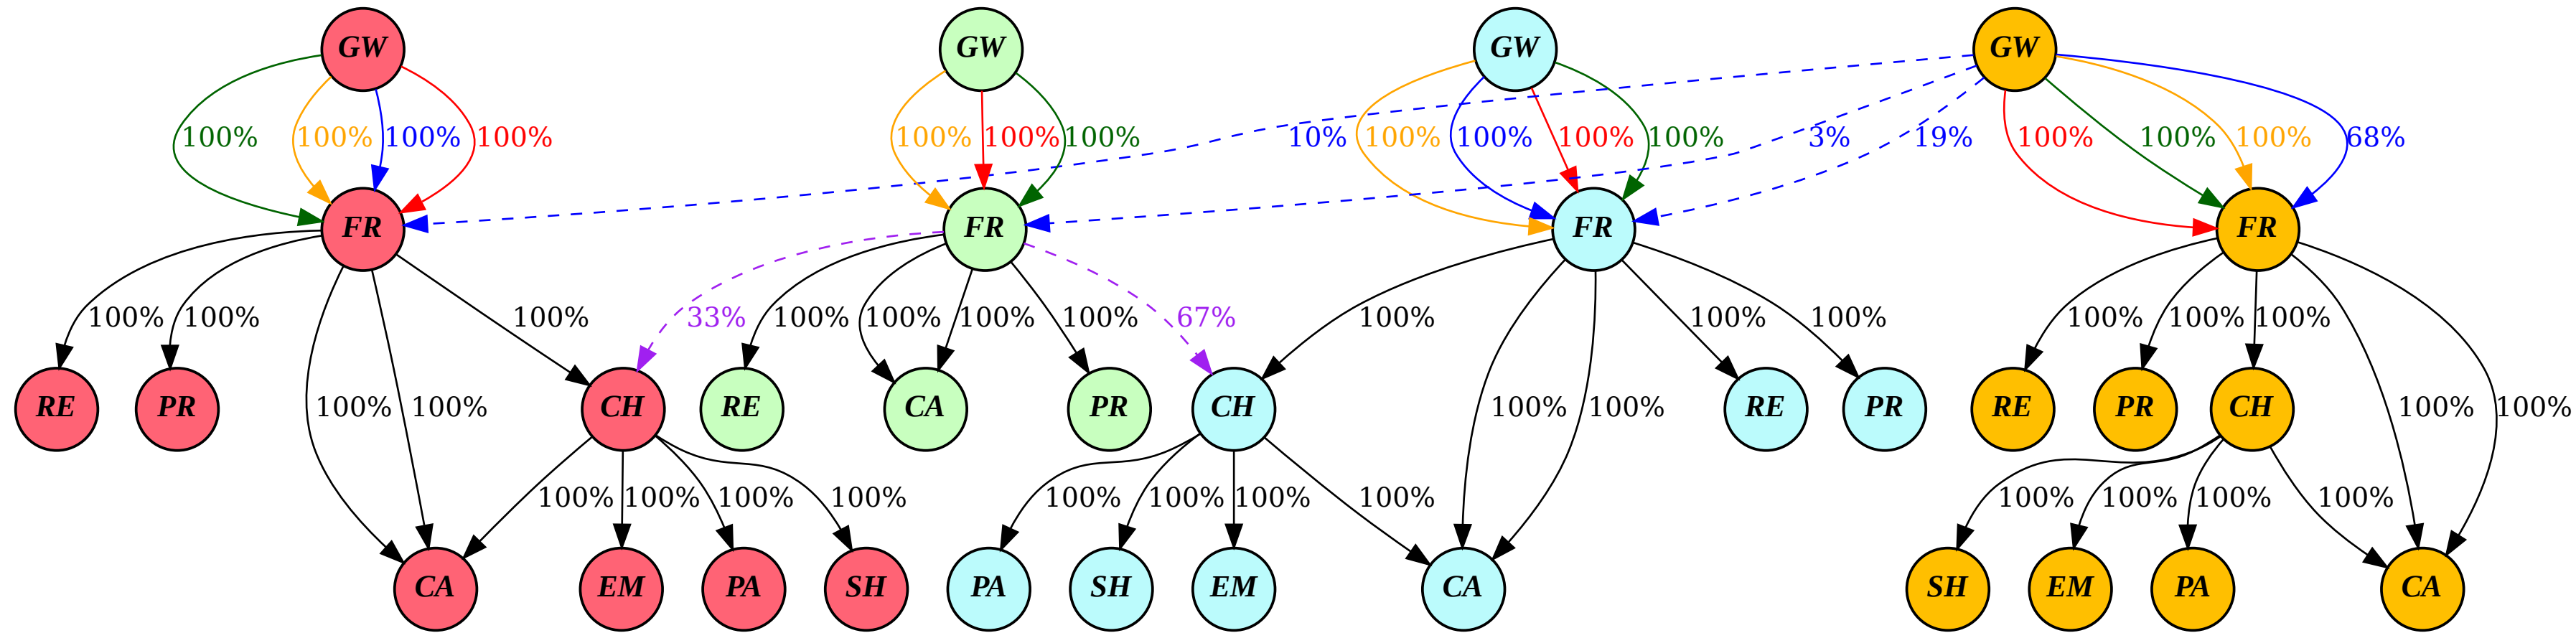 GW GW GW GW
100% 100% 100% 100% 100% 100% 100% 10% 100% 100% 100% 100% 3% 19% 100% 100% 100% 68%
FR FR FR FR
100% 100% 100% 33% 100% 100% 100% 100% 67% 100% 100% 100% 100% 100% 100%
RE PR 100% 100% CH RE CA PR CH 100% 100% RE PR RE PR CH 100% 100%
100% 100% 100% 100% 100% 100% 100% 100% 100% 100% 100% 100%
CA EM PA SH PA SH EM CA SH EM PA CA